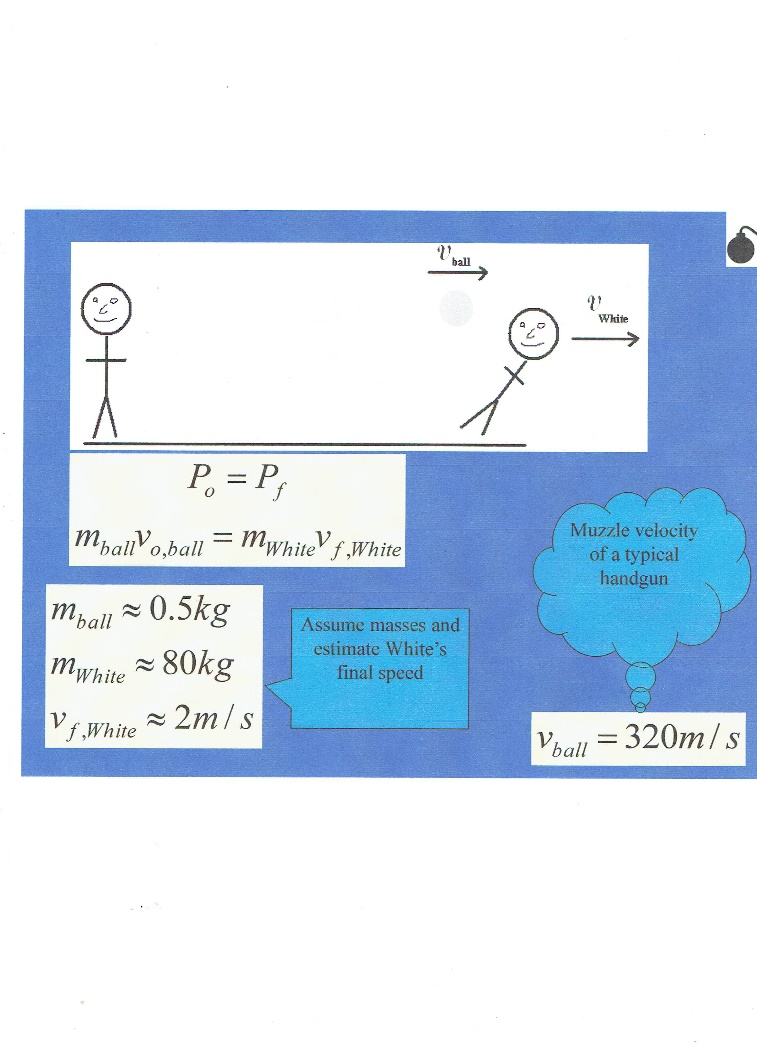 v ball
v White
P_o = P_f
m_ball v_o,ball = m_White v_f,White
Muzzle velocity
of a typical
handgun
m_ball ≈ 0.5kg
m_White ≈ 80kg
v_f,White ≈ 2m / s
Assume masses and
estimate White's
final speed
v_ball = 320m / s